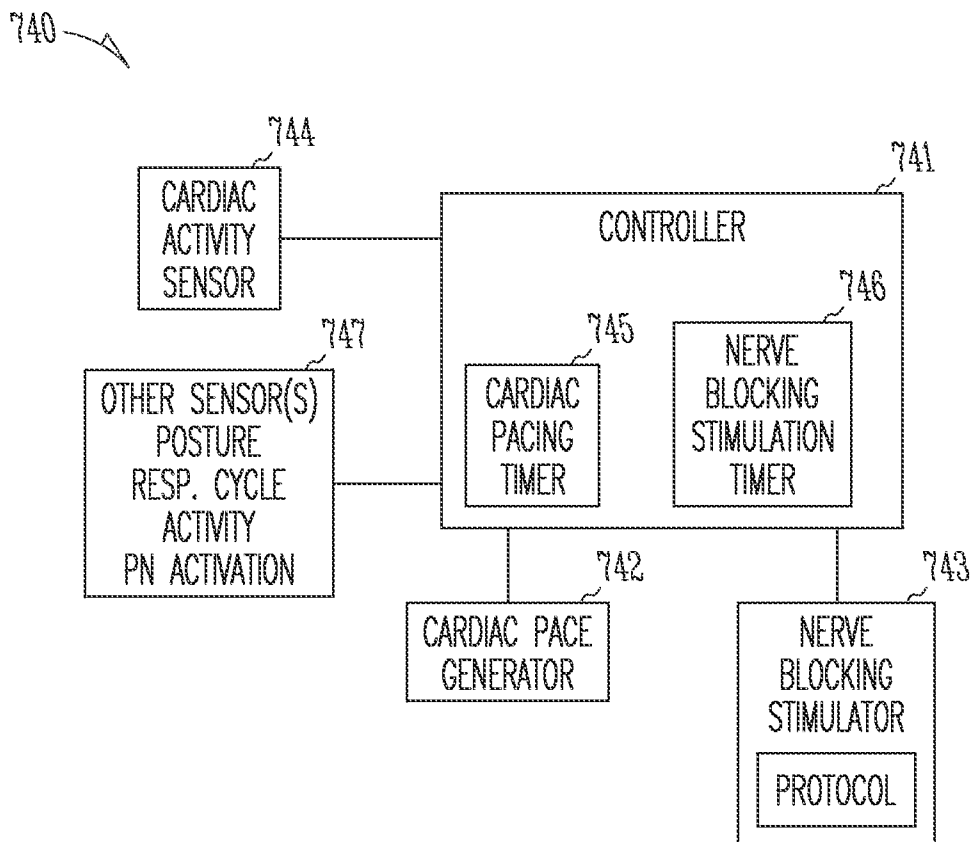 740
744
CARDIAC
ACTIVITY
SENSOR
741
CONTROLLER
747
OTHER SENSOR(S)
POSTURE
RESP. CYCLE
ACTIVITY
PN ACTIVATION
745
CARDIAC
PACING
TIMER
746
NERVE
BLOCKING
STIMULATION
TIMER
742
CARDIAC PACE
GENERATOR
743
NERVE
BLOCKING
STIMULATOR
PROTOCOL